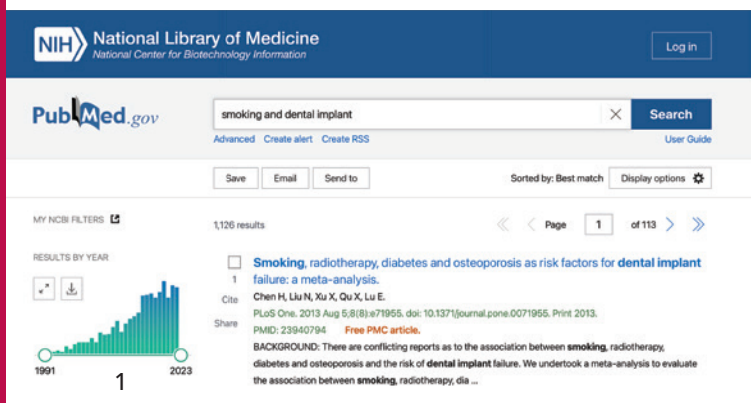 NIH National Library of Medicine
National Center for Biotechnology Information
Log in
PubMed.gov
smoking and dental implant
Search
Advanced Create alert Create RSS
User Guide
Save Email Send to
Sorted by: Best match Display options
MY NCBI FILTERS
1,126 results
Page 1 of 113
RESULTS BY YEAR
1991 2023
1
1
Cite
Share
Smoking, radiotherapy, diabetes and osteoporosis as risk factors for dental implant
failure: a meta-analysis.
Chen H, Liu N, Xu X, Qu X, Lu E.
PLoS One. 2013 Aug 5;8(8):e71955. doi: 10.1371/journal.pone.0071955. Print 2013.
PMID: 23940794 Free PMC article.
BACKGROUND: There are conflicting reports as to the association between smoking, radiotherapy,
diabetes and osteoporosis and the risk of dental implant failure. We undertook a meta-analysis to evaluate
the association between smoking, radiotherapy, dia ...